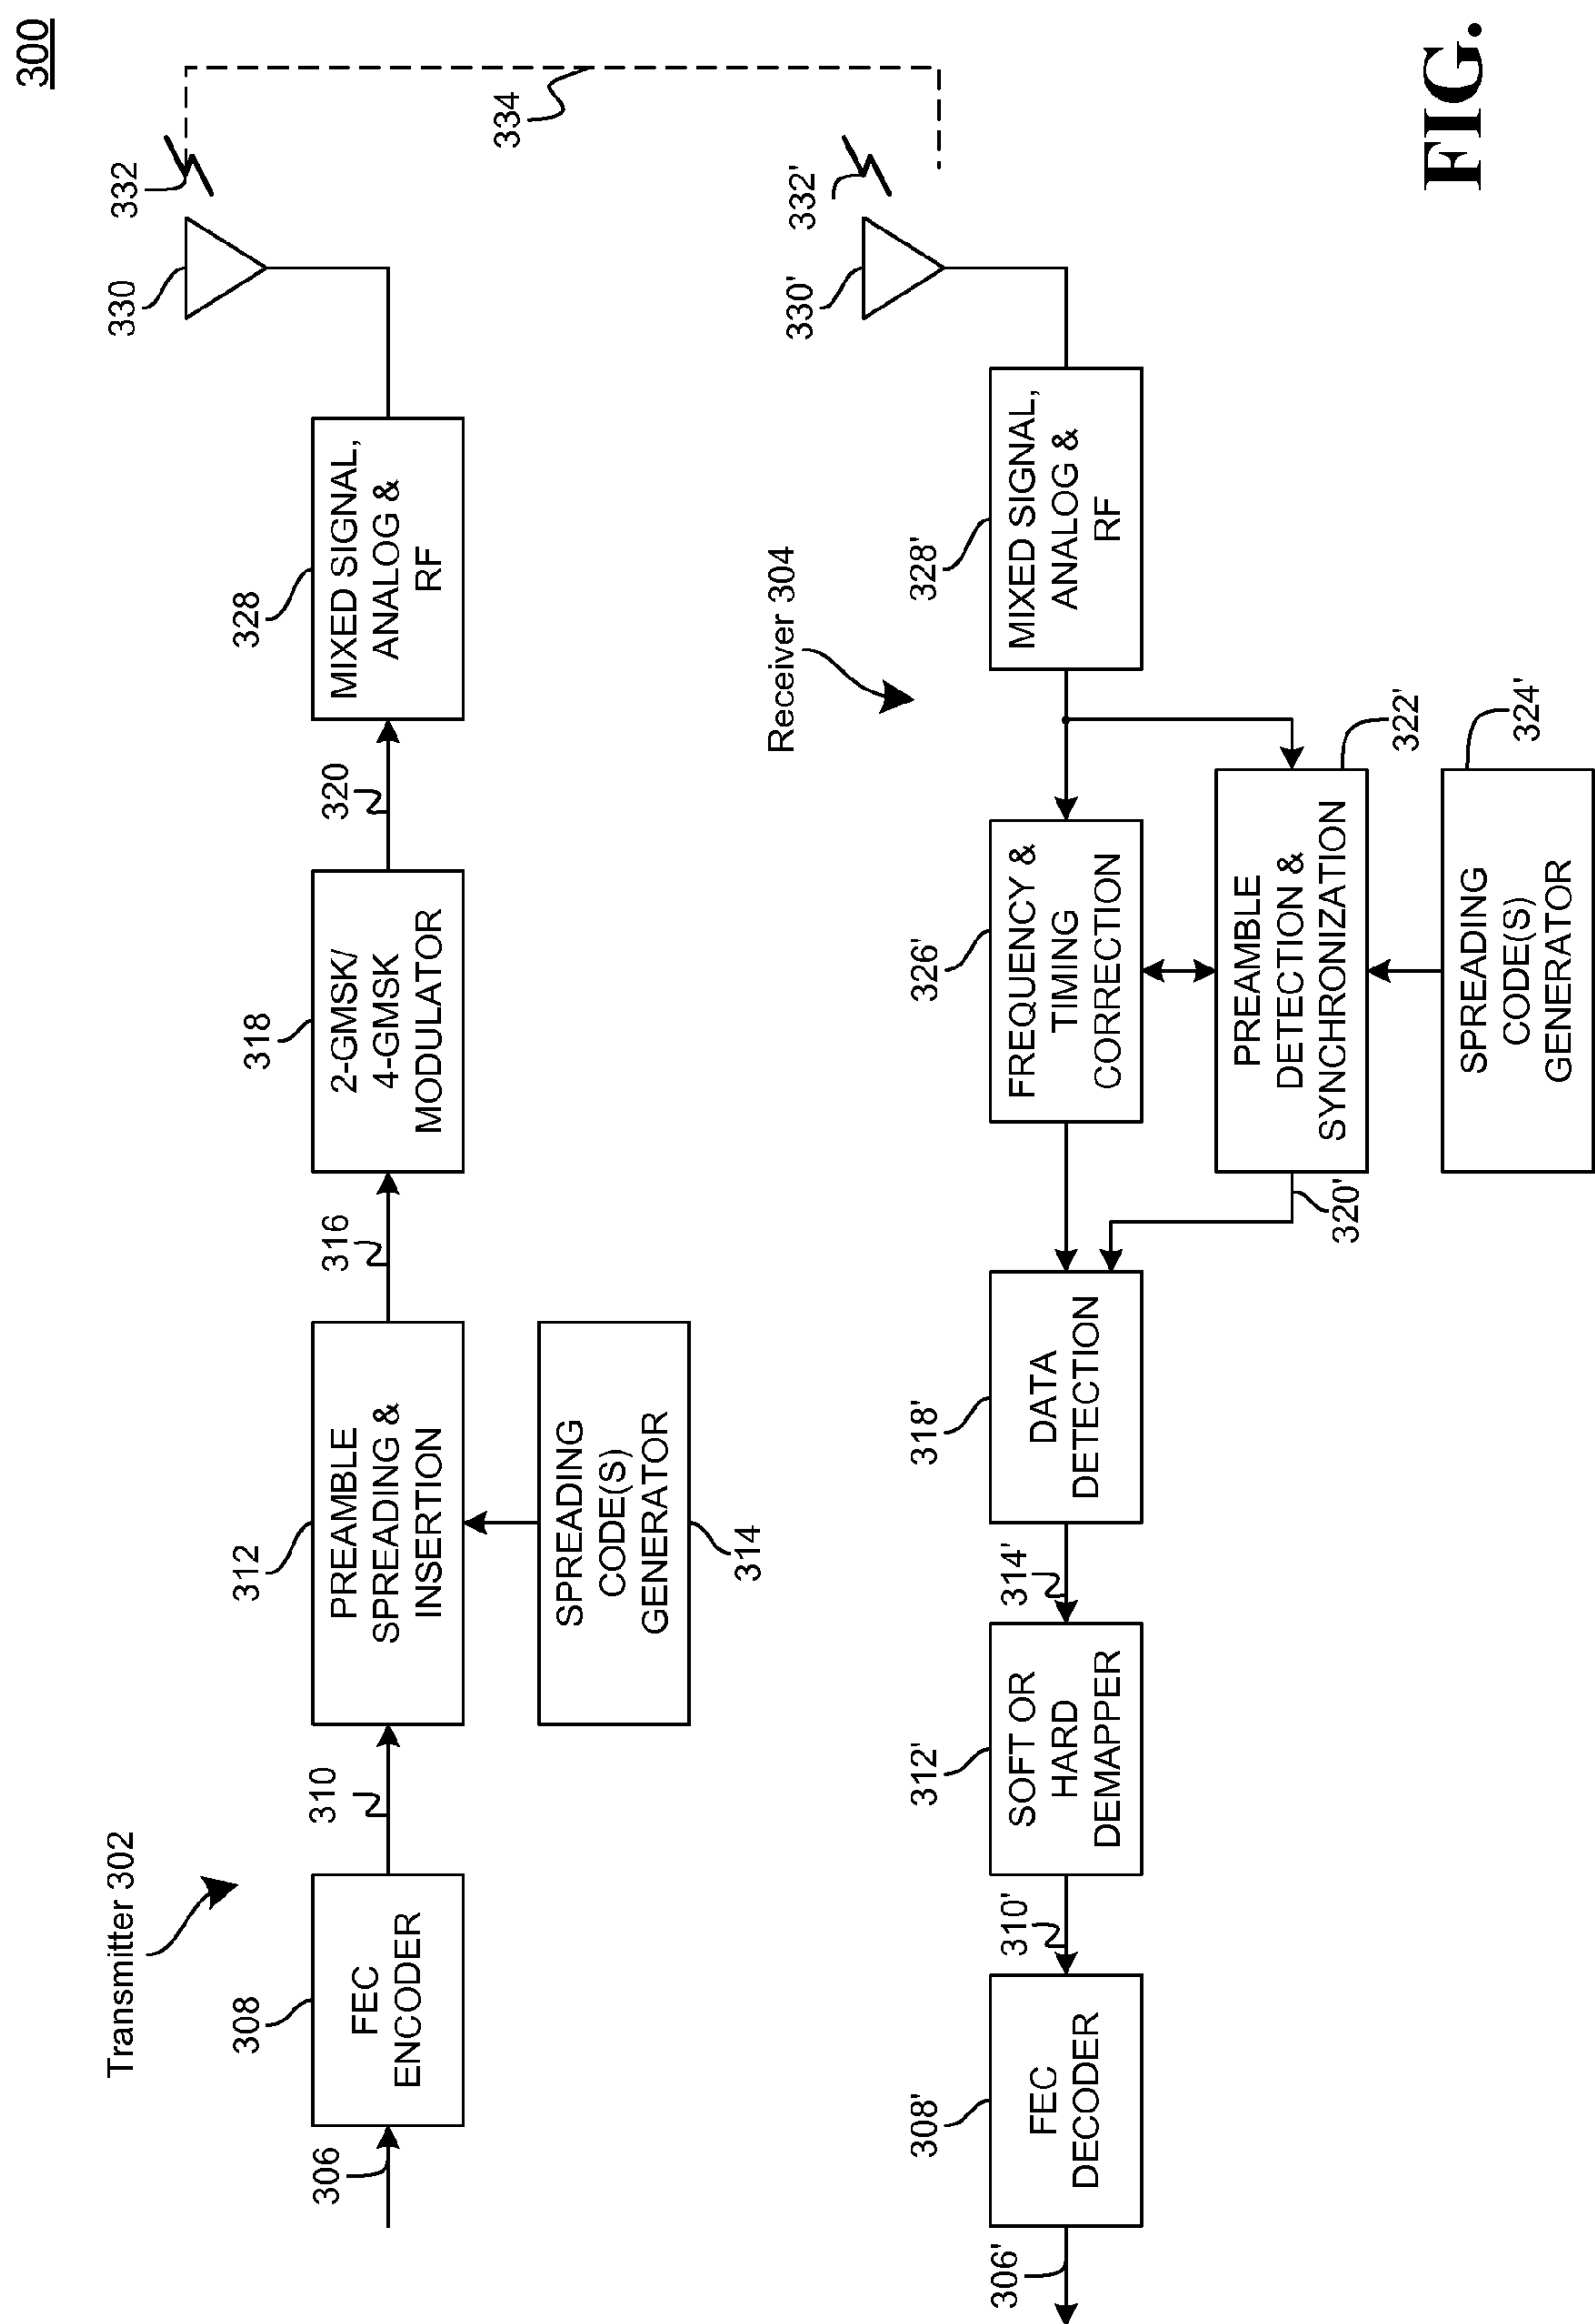 300
Transmitter 302
306
308
FEC
ENCODER
310
312
PREAMBLE
SPREADING &
INSERTION
SPREADING
CODE(S)
GENERATOR
314
316
318
2-GMSK/
4-GMSK
MODULATOR
320
328
MIXED SIGNAL,
ANALOG &
RF
330
332
334
Receiver 304
306'
308'
FEC
DECODER
310'
312'
SOFT OR
HARD
DEMAPPER
314'
318'
DATA
DETECTION
320'
326'
FREQUENCY &
TIMING
CORRECTION
PREAMBLE
DETECTION &
SYNCHRONIZATION
322'
SPREADING
CODE(S)
GENERATOR
324'
328'
MIXED SIGNAL,
ANALOG &
RF
330'
332'
FIG.